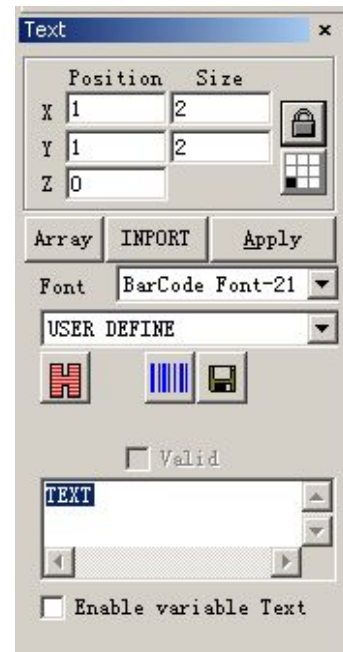 Text
Position Size
X 1 2
Y 1 2
Z 0
Array INPORT Apply
Font BarCode Font-21
USER DEFINE
Valid
TEXT
Enable variable Text